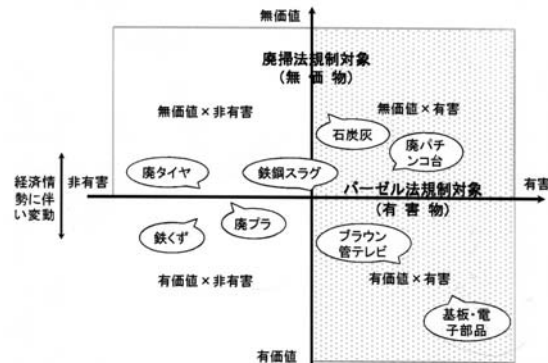 無価値
廃掃法規制対象
(無 価 物)
無価値×非有害
無価値×有害
石炭灰
廃パチ
ンコ台
廃タイヤ
鉄鋼スラグ
経済情
勢に伴
い変動
非有害
有害
バーゼル法規制対象
(有 害 物)
鉄くず
廃プラ
ブラウン
管テレビ
有価値×非有害
有価値×有害
基板・電
子部品
有価値